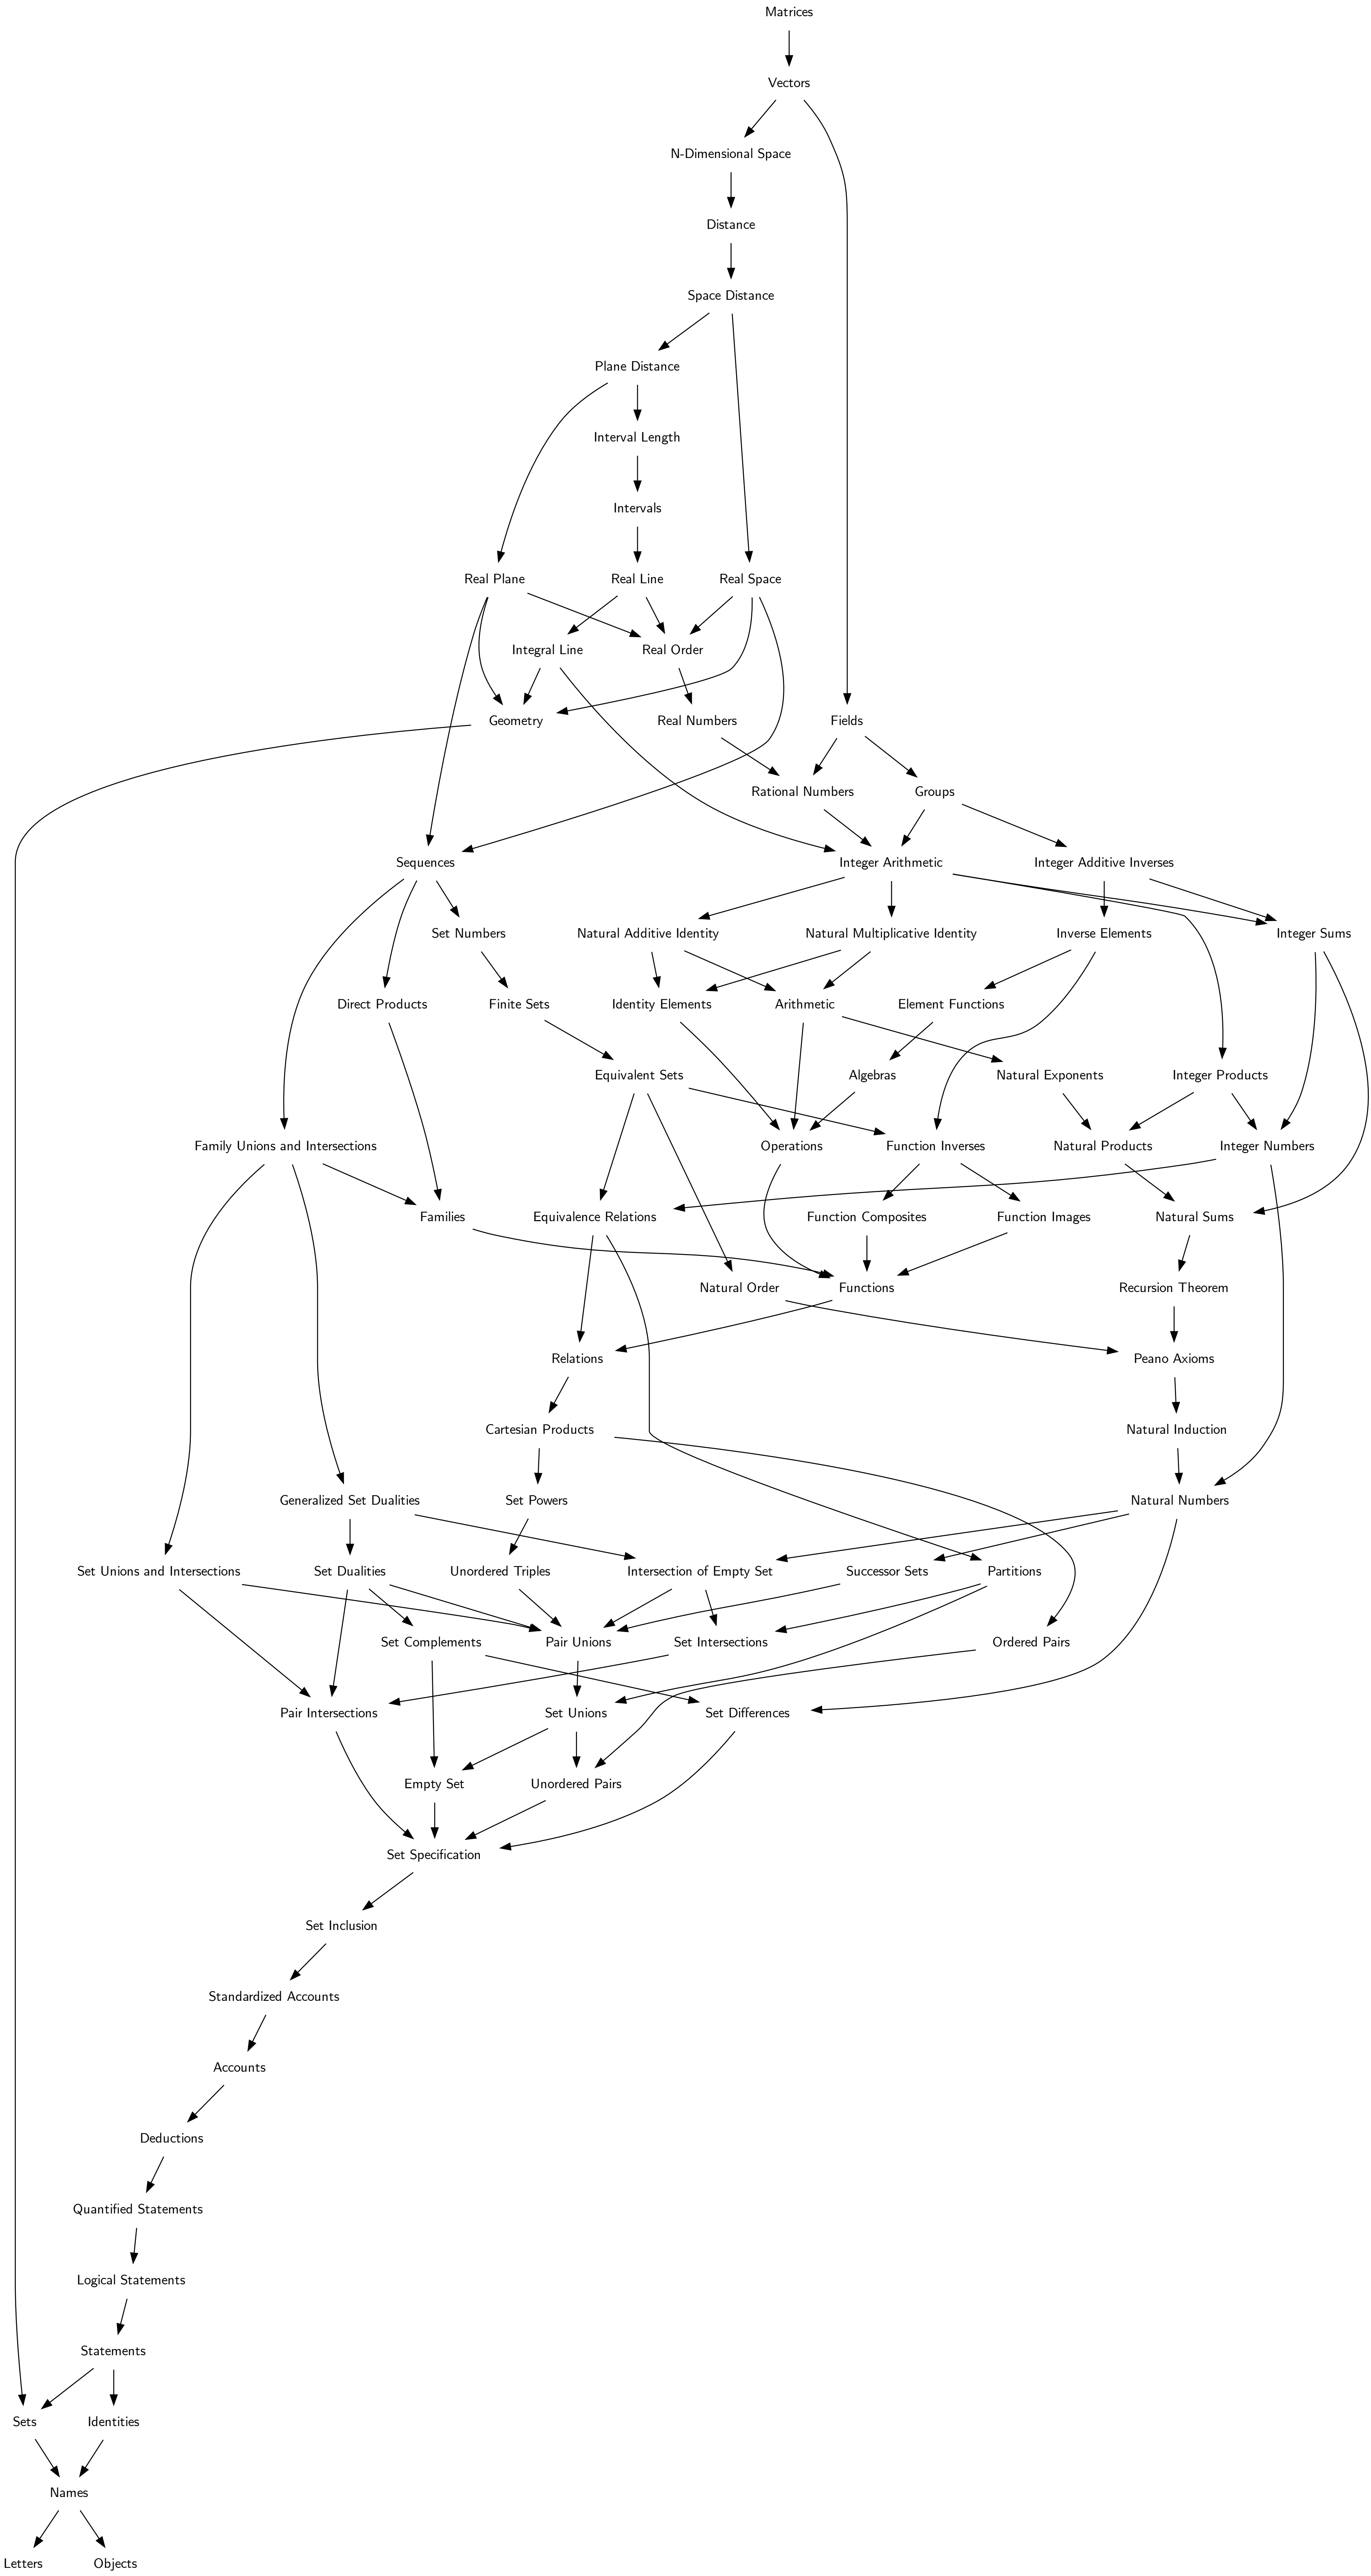 Matrices
Vectors
N-Dimensional Space
Distance
Space Distance
Plane Distance
Interval Length
Intervals
Real Plane
Real Line
Real Space
Integral Line
Real Order
Geometry
Real Numbers
Fields
Rational Numbers
Groups
Sequences
Integer Arithmetic
Integer Additive Inverses
Set Numbers
Natural Additive Identity
Natural Multiplicative Identity
Inverse Elements
Integer Sums
Direct Products
Finite Sets
Identity Elements
Arithmetic
Element Functions
Equivalent Sets
Algebras
Natural Exponents
Integer Products
Family Unions and Intersections
Operations
Function Inverses
Natural Products
Integer Numbers
Families
Equivalence Relations
Function Composites
Function Images
Natural Sums
Natural Order
Functions
Recursion Theorem
Relations
Peano Axioms
Cartesian Products
Natural Induction
Generalized Set Dualities
Set Powers
Natural Numbers
Set Unions and Intersections
Set Dualities
Unordered Triples
Intersection of Empty Set
Successor Sets
Partitions
Set Complements
Pair Unions
Set Intersections
Ordered Pairs
Pair Intersections
Set Unions
Set Differences
Empty Set
Unordered Pairs
Set Specification
Set Inclusion
Standardized Accounts
Accounts
Deductions
Quantified Statements
Logical Statements
Statements
Sets
Identities
Names
Letters
Objects